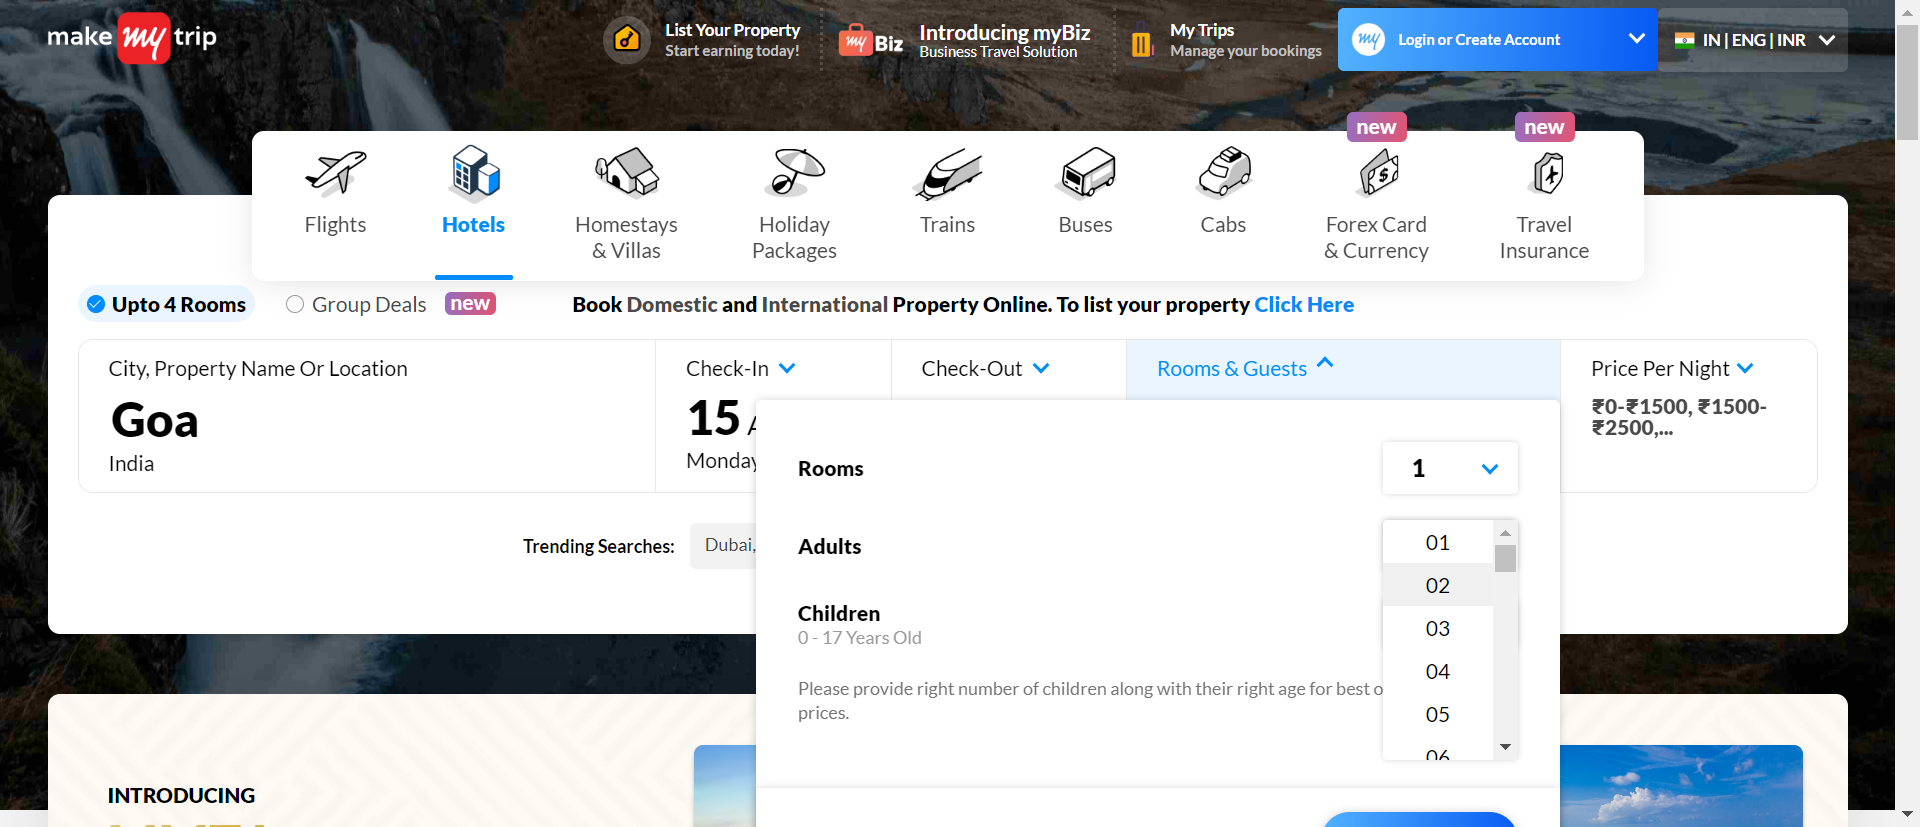 make my trip
List Your Property
Start earning today!
my Biz
Introducing myBiz
Business Travel Solution
My Trips
Manage your bookings
my Login or Create Account
IN | ENG | INR
new
new
Flights
Hotels
Homestays
& Villas
Holiday
Packages
Trains
Buses
Cabs
Forex Card
& Currency
Travel
Insurance
Upto 4 Rooms
Group Deals new
Book Domestic and International Property Online. To list your property Click Here
City, Property Name Or Location
Goa
India
Check-In
15
Monday
Check-Out
Rooms & Guests
Price Per Night
₹0-₹1500, ₹1500-
₹2500,...
Trending Searches:
Dubai,
Rooms
1
Adults
01
02
03
04
05
06
Children
0 - 17 Years Old
Please provide right number of children along with their right age for best
prices.
INTRODUCING